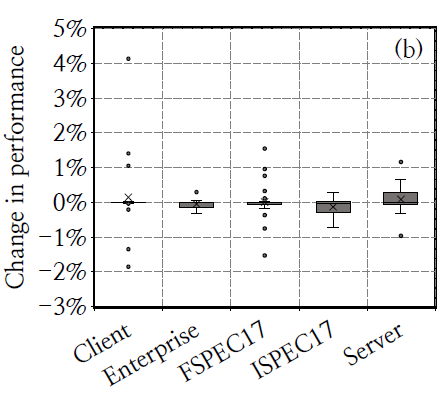 Change in performance
5%
4%
3%
2%
1%
0%
−1%
−2%
−3%
(b)
Client
Enterprise
FSPEC17
ISPEC17
Server